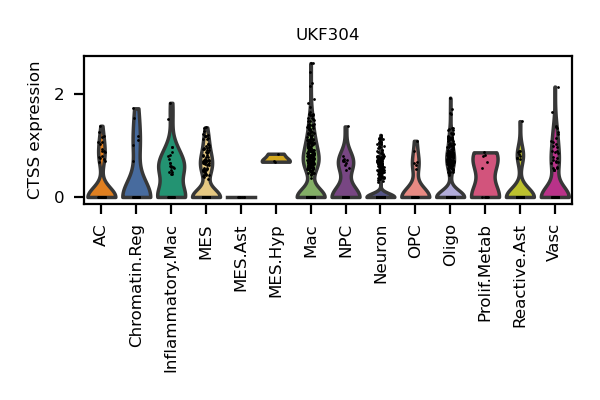 UKF304
CTSS expression
2
0
AC
Chromatin.Reg
Inflammatory.Mac
MES
MES.Ast
MES.Hyp
Mac
NPC
Neuron
OPC
Oligo
Prolif.Metab
Reactive.Ast
Vasc